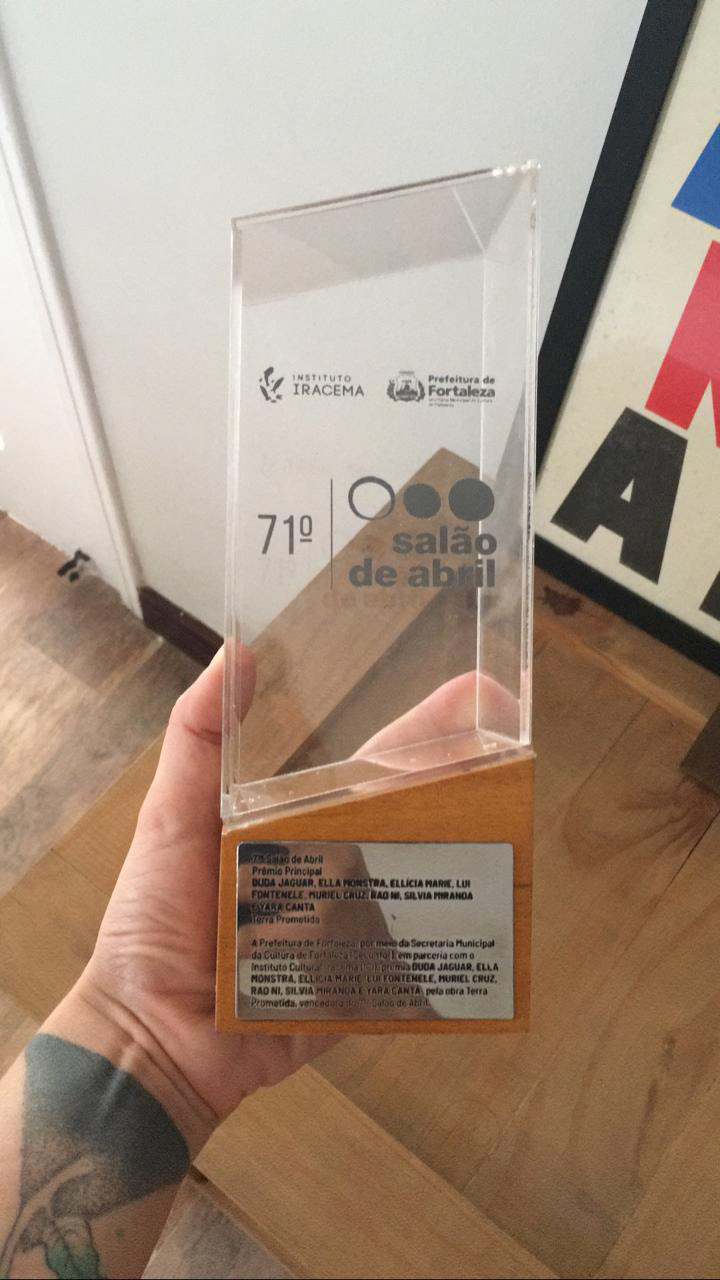 INSTITUTO
IRACEMA
Prefeitura de
Fortaleza
71º
salão
de abril
71º Salão de Abril
Prêmio Principal
DUDA JAGUAR, ELLA MONSTRA, ELLÍCIA MARIE, LUI
FONTENELE, MURIEL CRUZ, RAO NI, SILVIA MIRANDA
E YARA CANTA
Terra Prometida
A Prefeitura de Fortaleza, por meio da Secretaria Municipal
da Cultura de Fortaleza (Secultfor), em parceria com o
Instituto Cultural Iracema (ICI), premia DUDA JAGUAR, ELLA
MONSTRA, ELLÍCIA MARIE, LUI FONTENELE, MURIEL CRUZ,
RAO NI, SILVIA MIRANDA E YARA CANTA, pela obra Terra
Prometida, vencedora do 71º Salão de Abril.
A